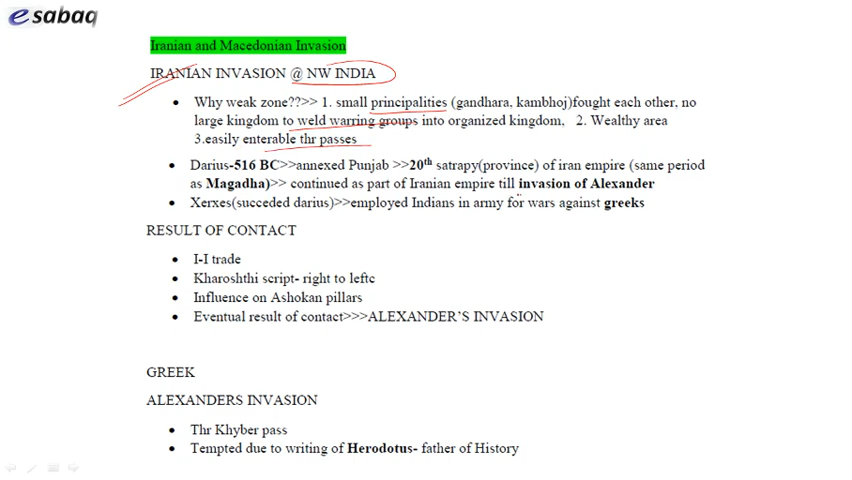 esabaq
Iranian and Macedonian Invasion
IRANIAN INVASION @ NW INDIA
• Why weak zone??>> 1. small principalities (gandhara, kambhoj)fought each other, no
large kingdom to weld warring groups into organized kingdom, 2. Wealthy area
3.easily enterable thr passes
• Darius-516 BC>>annexed Punjab >>20th satrapy(province) of iran empire (same period
as Magadha)>> continued as part of Iranian empire till invasion of Alexander
• Xerxes(succeded darius)>>employed Indians in army for wars against greeks
RESULT OF CONTACT
• I-I trade
• Kharoshthi script- right to leftc
• Influence on Ashokan pillars
• Eventual result of contact>>>ALEXANDER'S INVASION
GREEK
ALEXANDERS INVASION
• Thr Khyber pass
• Tempted due to writing of Herodotus- father of History